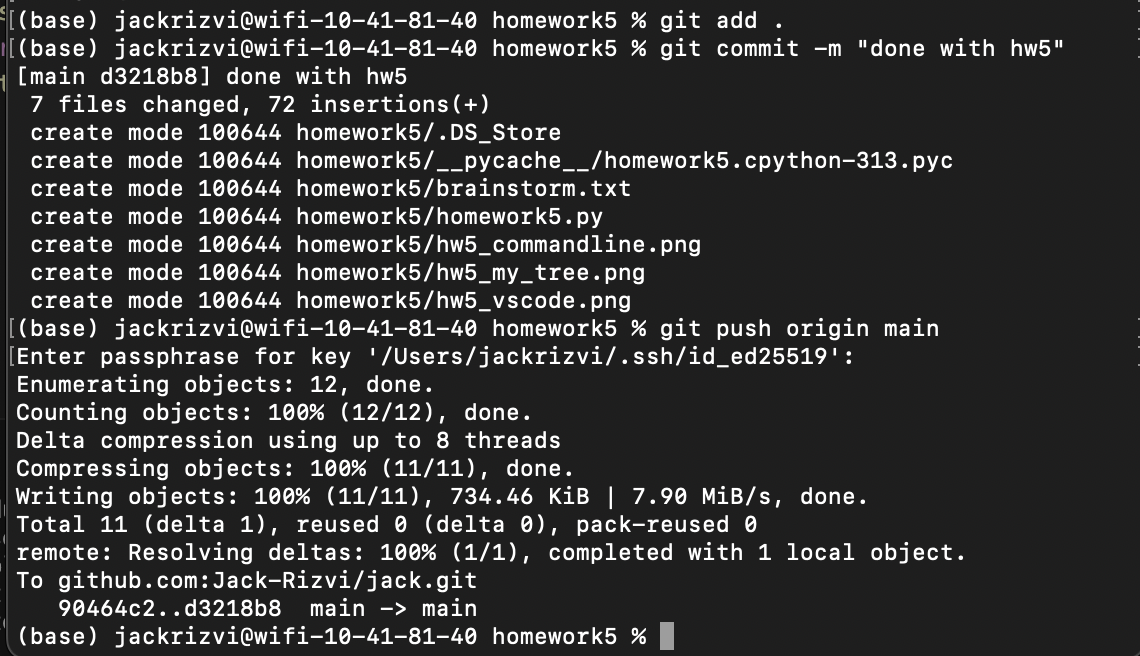 [(base) jackrizvi@wifi-10-41-81-40 homework5 % git add .
[(base) jackrizvi@wifi-10-41-81-40 homework5 % git commit -m "done with hw5"
[main d3218b8] done with hw5
 7 files changed, 72 insertions(+)
 create mode 100644 homework5/.DS_Store
 create mode 100644 homework5/__pycache__/homework5.cpython-313.pyc
 create mode 100644 homework5/brainstorm.txt
 create mode 100644 homework5/homework5.py
 create mode 100644 homework5/hw5_commandline.png
 create mode 100644 homework5/hw5_my_tree.png
 create mode 100644 homework5/hw5_vscode.png
[(base) jackrizvi@wifi-10-41-81-40 homework5 % git push origin main
[Enter passphrase for key '/Users/jackrizvi/.ssh/id_ed25519':
Enumerating objects: 12, done.
Counting objects: 100% (12/12), done.
Delta compression using up to 8 threads
Compressing objects: 100% (11/11), done.
Writing objects: 100% (11/11), 734.46 KiB | 7.90 MiB/s, done.
Total 11 (delta 1), reused 0 (delta 0), pack-reused 0
remote: Resolving deltas: 100% (1/1), completed with 1 local object.
To github.com:Jack-Rizvi/jack.git
   90464c2..d3218b8  main -> main
(base) jackrizvi@wifi-10-41-81-40 homework5 %